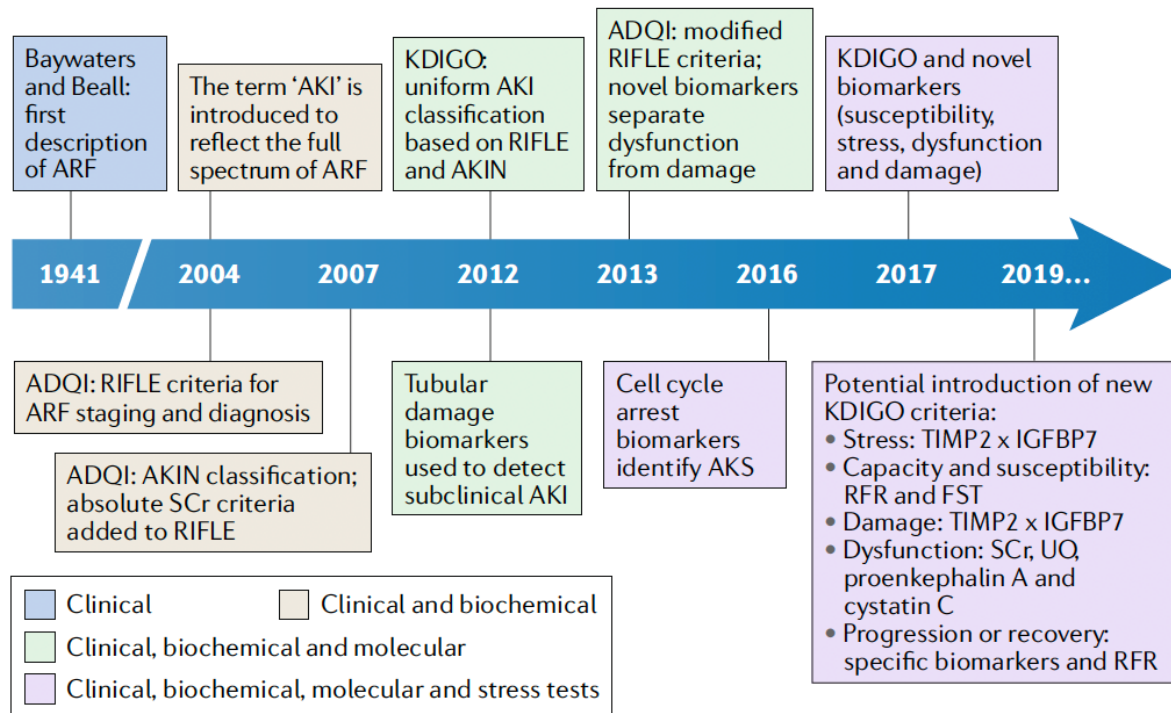 Baywaters
and Beall:
first
description
of ARF
The term ‘AKI’ is
introduced to
reflect the full
spectrum of ARF
KDIGO:
uniform AKI
classification
based on RIFLE
and AKIN
ADQI: modified
RIFLE criteria;
novel biomarkers
separate
dysfunction
from damage
KDIGO and novel
biomarkers
(susceptibility,
stress, dysfunction
and damage)
1941 2004 2007 2012 2013 2016 2017 2019...
ADQI: RIFLE criteria for
ARF staging and diagnosis
ADQI: AKIN classification;
absolute SCr criteria
added to RIFLE
Tubular
damage
biomarkers
used to detect
subclinical AKI
Cell cycle
arrest
biomarkers
identify AKS
Potential introduction of new
KDIGO criteria:
• Stress: TIMP2 x IGFBP7
• Capacity and susceptibility:
RFR and FST
• Damage: TIMP2 x IGFBP7
• Dysfunction: SCr, UO,
proenkephalin A and
cystatin C
• Progression or recovery:
specific biomarkers and RFR
Clinical
Clinical and biochemical
Clinical, biochemical and molecular
Clinical, biochemical, molecular and stress tests